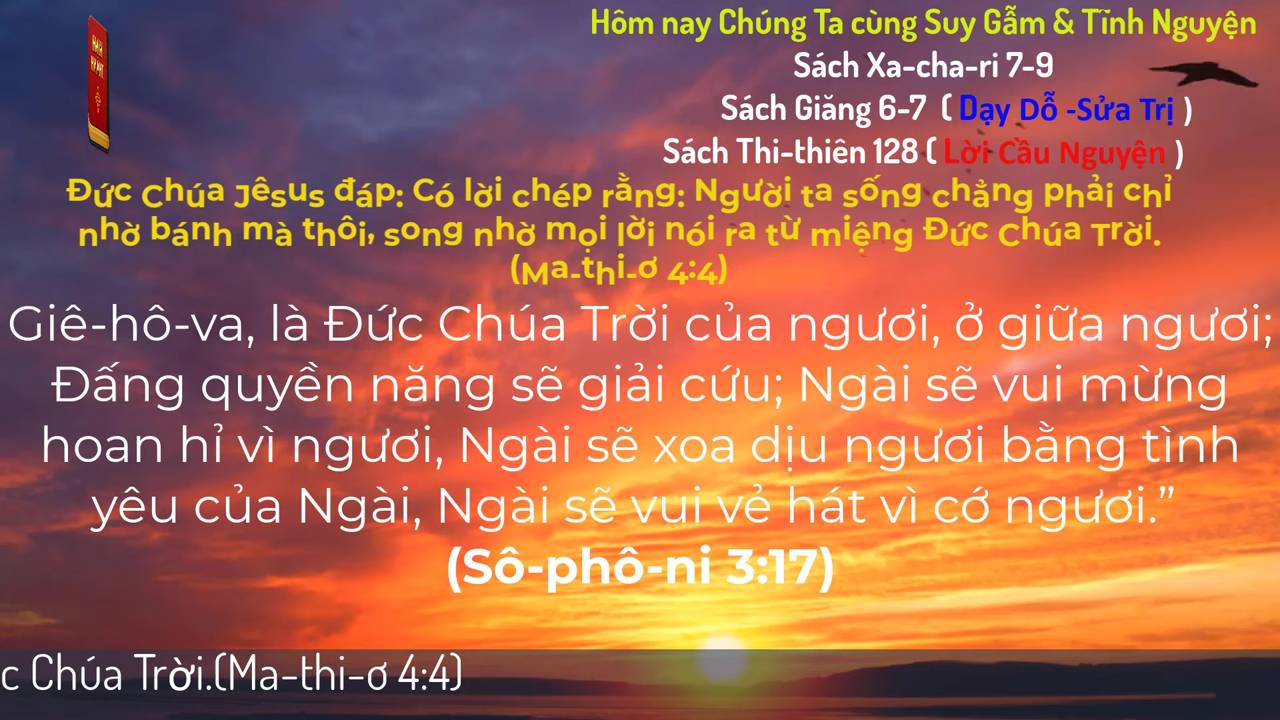 Hôm nay Chúng Ta cùng Suy Gẫm & Tĩnh Nguyện
Sách Xa-cha-ri 7-9
Sách Giăng 6-7 ( Dạy Dỗ -Sửa Trị )
Sách Thi-thiên 128 ( Lời Cầu Nguyện )
Đức Chúa Jêsus đáp: Có lời chép rằng: Người ta sống chẳng phải chỉ
nhờ bánh mà thôi, song nhờ mọi lời nói ra từ miệng Đức Chúa Trời.
(Ma-thi-ơ 4:4)
Giê-hô-va, là Đức Chúa Trời của ngươi, ở giữa ngươi;
Đấng quyền năng sẽ giải cứu; Ngài sẽ vui mừng
hoan hỉ vì ngươi, Ngài sẽ xoa dịu ngươi bằng tình
yêu của Ngài, Ngài sẽ vui vẻ hát vì cớ ngươi.”
(Sô-phô-ni 3:17)
c Chúa Trời.(Ma-thi-ơ 4:4)